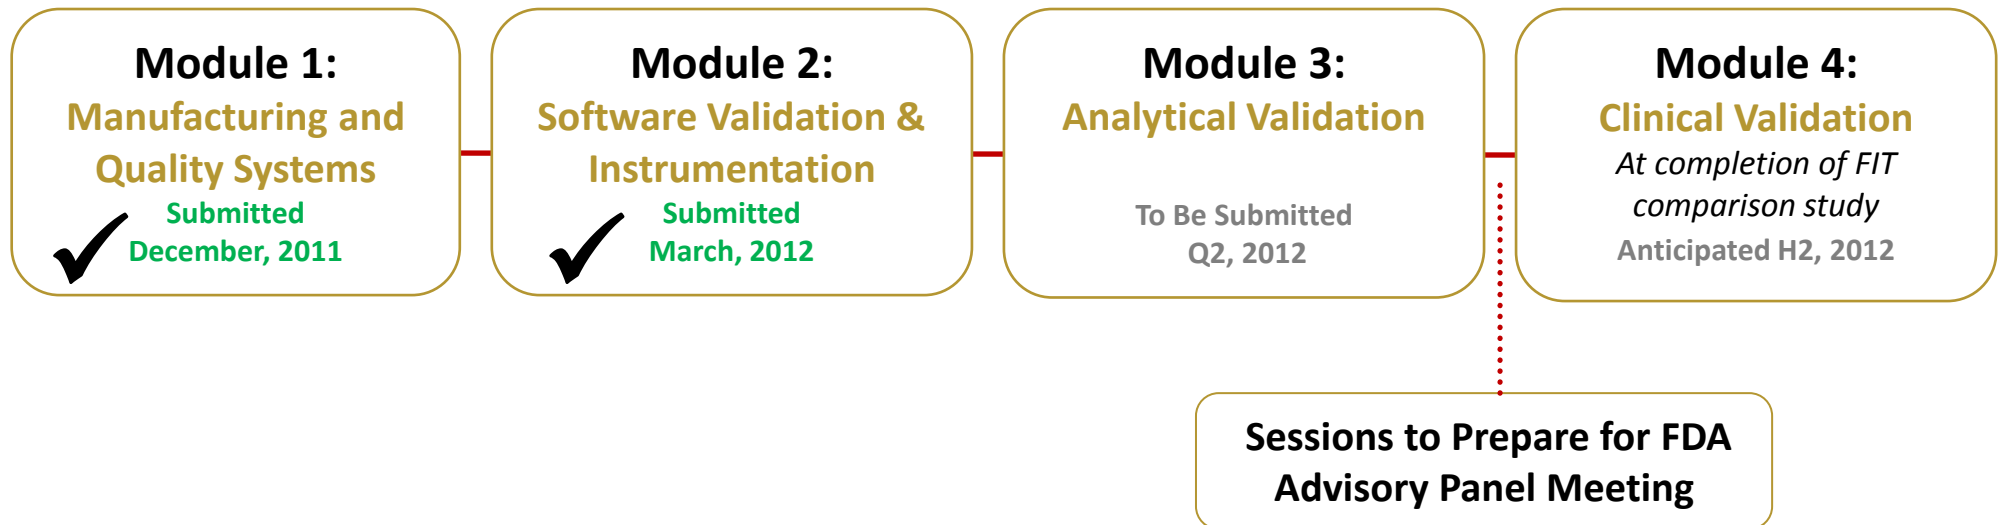 Module 1:
Manufacturing and
Quality Systems
Submitted
December, 2011
Module 2:
Software Validation &
Instrumentation
Submitted
March, 2012
Module 3:
Analytical Validation
To Be Submitted
Q2, 2012
Module 4:
Clinical Validation
At completion of FIT
comparison study
Anticipated H2, 2012
Sessions to Prepare for FDA
Advisory Panel Meeting